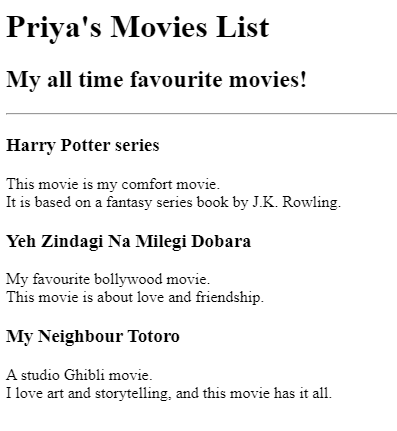 Priya's Movies List
My all time favourite movies!
Harry Potter series
This movie is my comfort movie.
It is based on a fantasy series book by J.K. Rowling.
Yeh Zindagi Na Milegi Dobara
My favourite bollywood movie.
This movie is about love and friendship.
My Neighbour Totoro
A studio Ghibli movie.
I love art and storytelling, and this movie has it all.